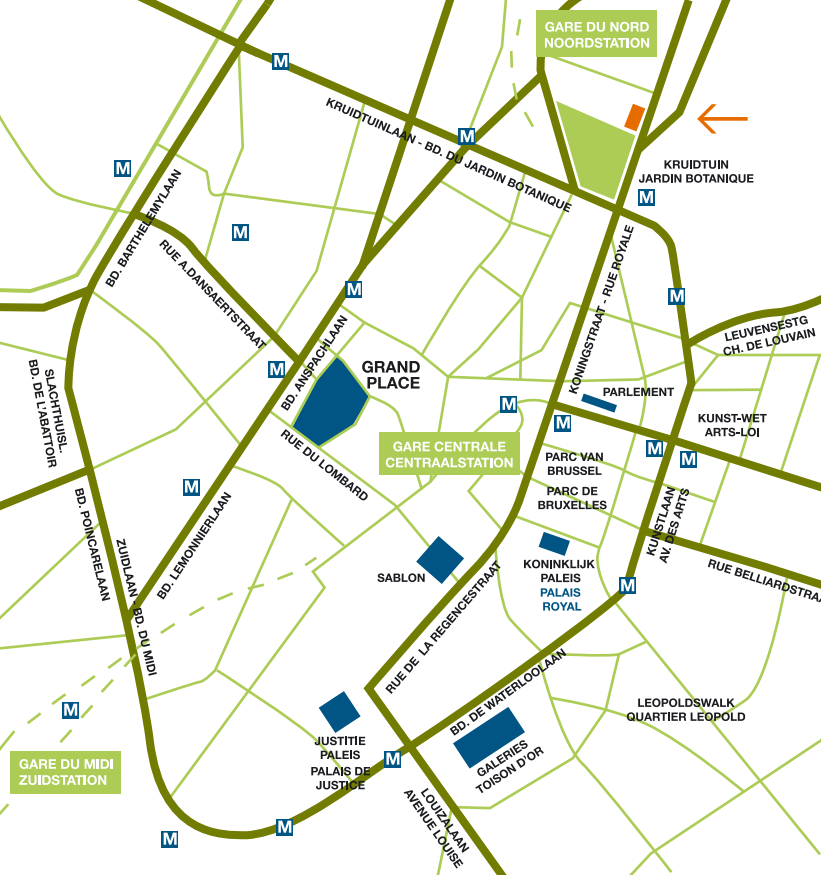 GARE DU NORD
NOORDSTATION
M
M
KRUIDTUINLAAN - BD. DU JARDIN BOTANIQUE
M
KRUIDTUIN
JARDIN BOTANIQUE
M
M
BD. BARTHELEMYLAAN
M
RUE A.DANSAERTSTRAAT
KONINGSTRAAT - RUE ROYALE
M
M
LEUVENSESTG
CH. DE LOUVAIN
BD. ANSPACHLAAN
M
GRAND
PLACE
SLACHTHUISL.
BD. DE L'ABATTOIR
PARLEMENT
M
M
KUNST-WET
ARTS-LOI
RUE DU LOMBARD
GARE CENTRALE
CENTRAALSTATION
M
M
PARC VAN
BRUSSEL
PARC DE
BRUXELLES
M
BD. POINCARELAAN
BD. LEMONNIERLAAN
KUNSTLAAN
AV. DES ARTS
ZUIDLAAN - BD. DU MIDI
SABLON
KONINKLIJK
PALEIS
PALAIS
ROYAL
RUE BELLIARDSTRAA
M
RUE DE LA REGENCESTRAAT
BD. DE WATERLOOLAAN
M
LEOPOLDSWALK
QUARTIER LEOPOLD
JUSTITIE
PALEIS
PALAIS DE
JUSTICE
GALERIES
TOISON D'OR
M
GARE DU MIDI
ZUIDSTATION
LOUIZALAAN
AVENUE LOUISE
M
M